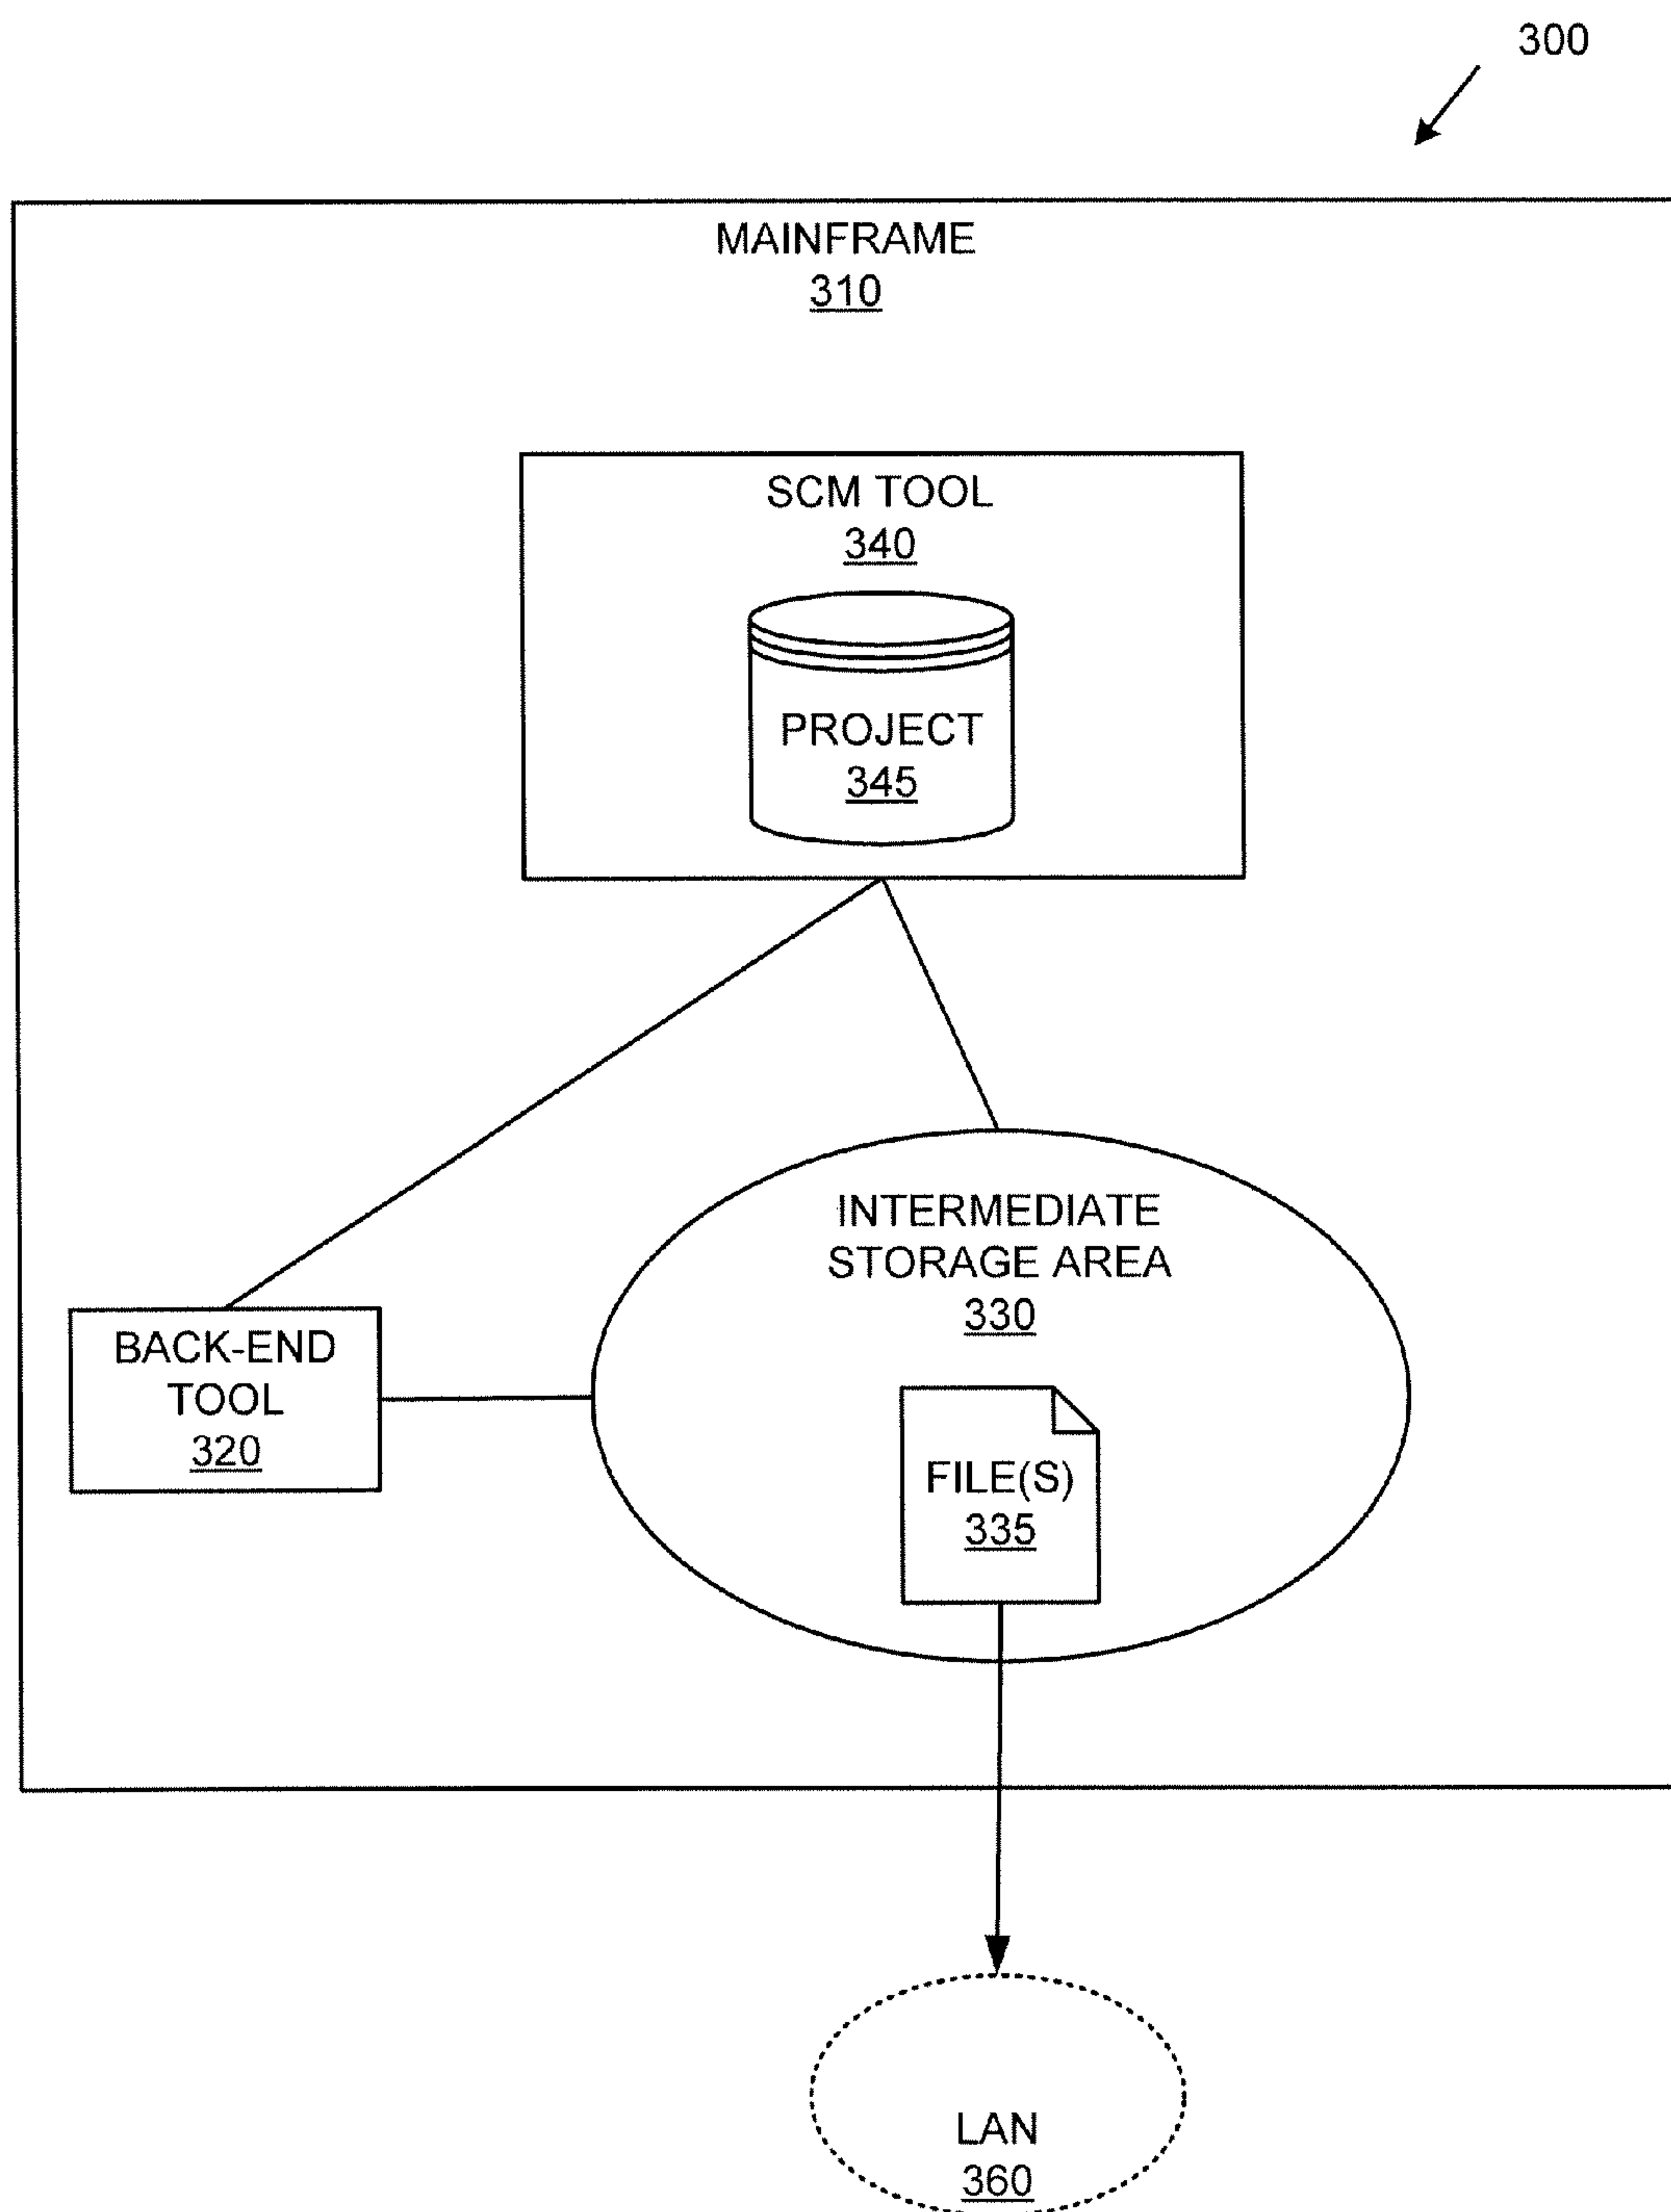 300
MAINFRAME
310
SCM TOOL
340
PROJECT
345
INTERMEDIATE
STORAGE AREA
330
BACK-END
TOOL
320
FILE(S)
335
LAN
360